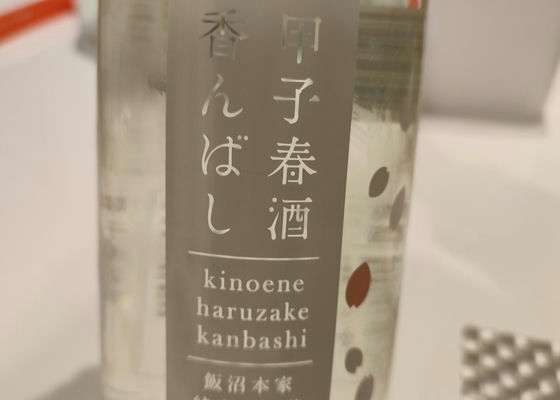 甲子春酒
香んばし
kinoene
haruzake
kanbashi
飯沼本家